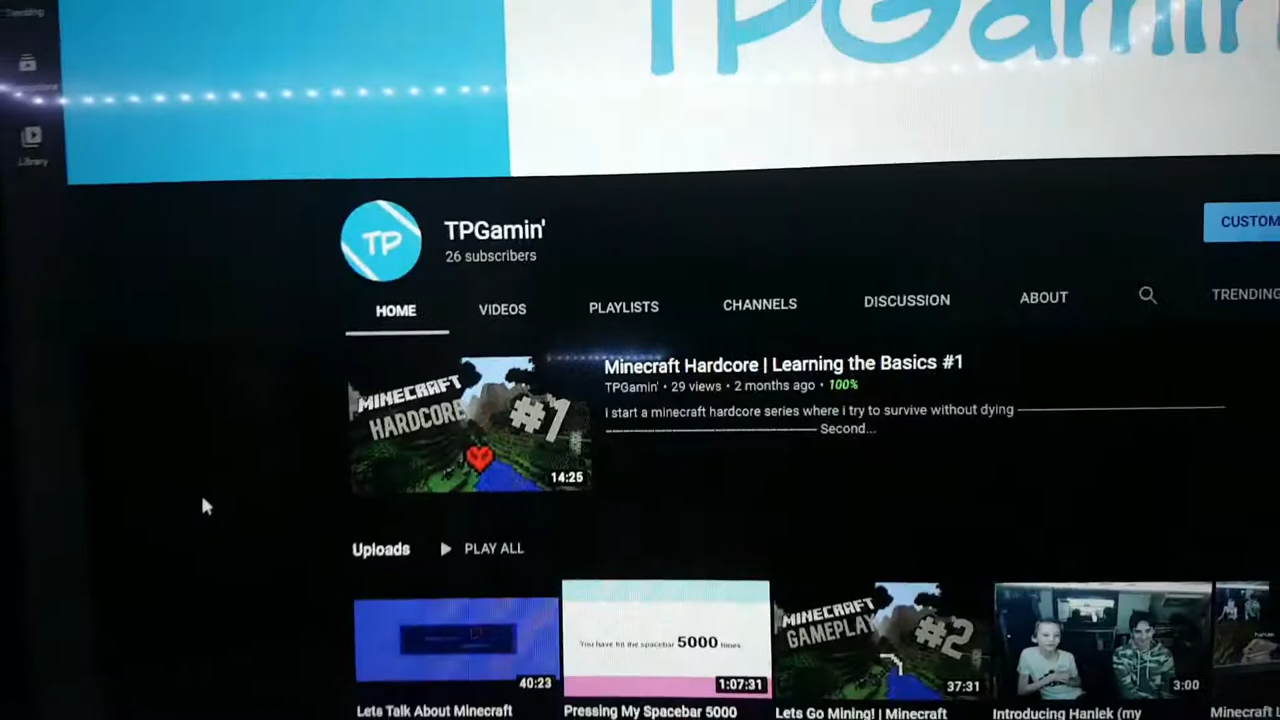 Trending
TPGamin
Library
TP
TPGamin'
26 subscribers
CUSTOM
HOME
VIDEOS
PLAYLISTS
CHANNELS
DISCUSSION
ABOUT
TRENDING
MINECRAFT
HARDCORE
#1
14:25
Minecraft Hardcore | Learning the Basics #1
TPGamin' • 29 views • 2 months ago • 100%
i start a minecraft hardcore series where i try to survive without dying
Second...
Uploads
PLAY ALL
40:23
You have hit the spacebar 5000 times
1:07:31
MINECRAFT
GAMEPLAY
#2
37:31
3:00
Lets Talk About Minecraft
Pressing My Spacebar 5000
Lets Go Mining! | Minecraft
Introducing Hanlek (my
Minecraft